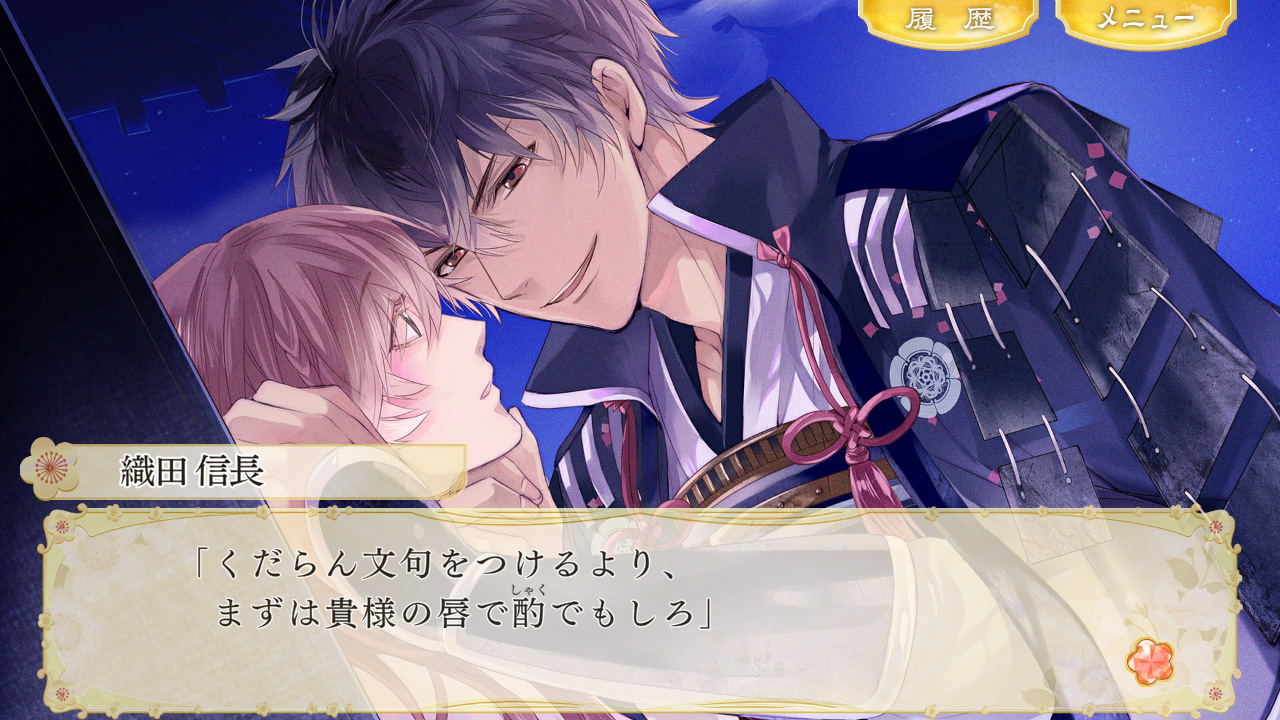 履歴
メニュー
織田 信長
「くだらん文句をつけるより、
しゃく
まずは貴様の唇で酌でもしろ」